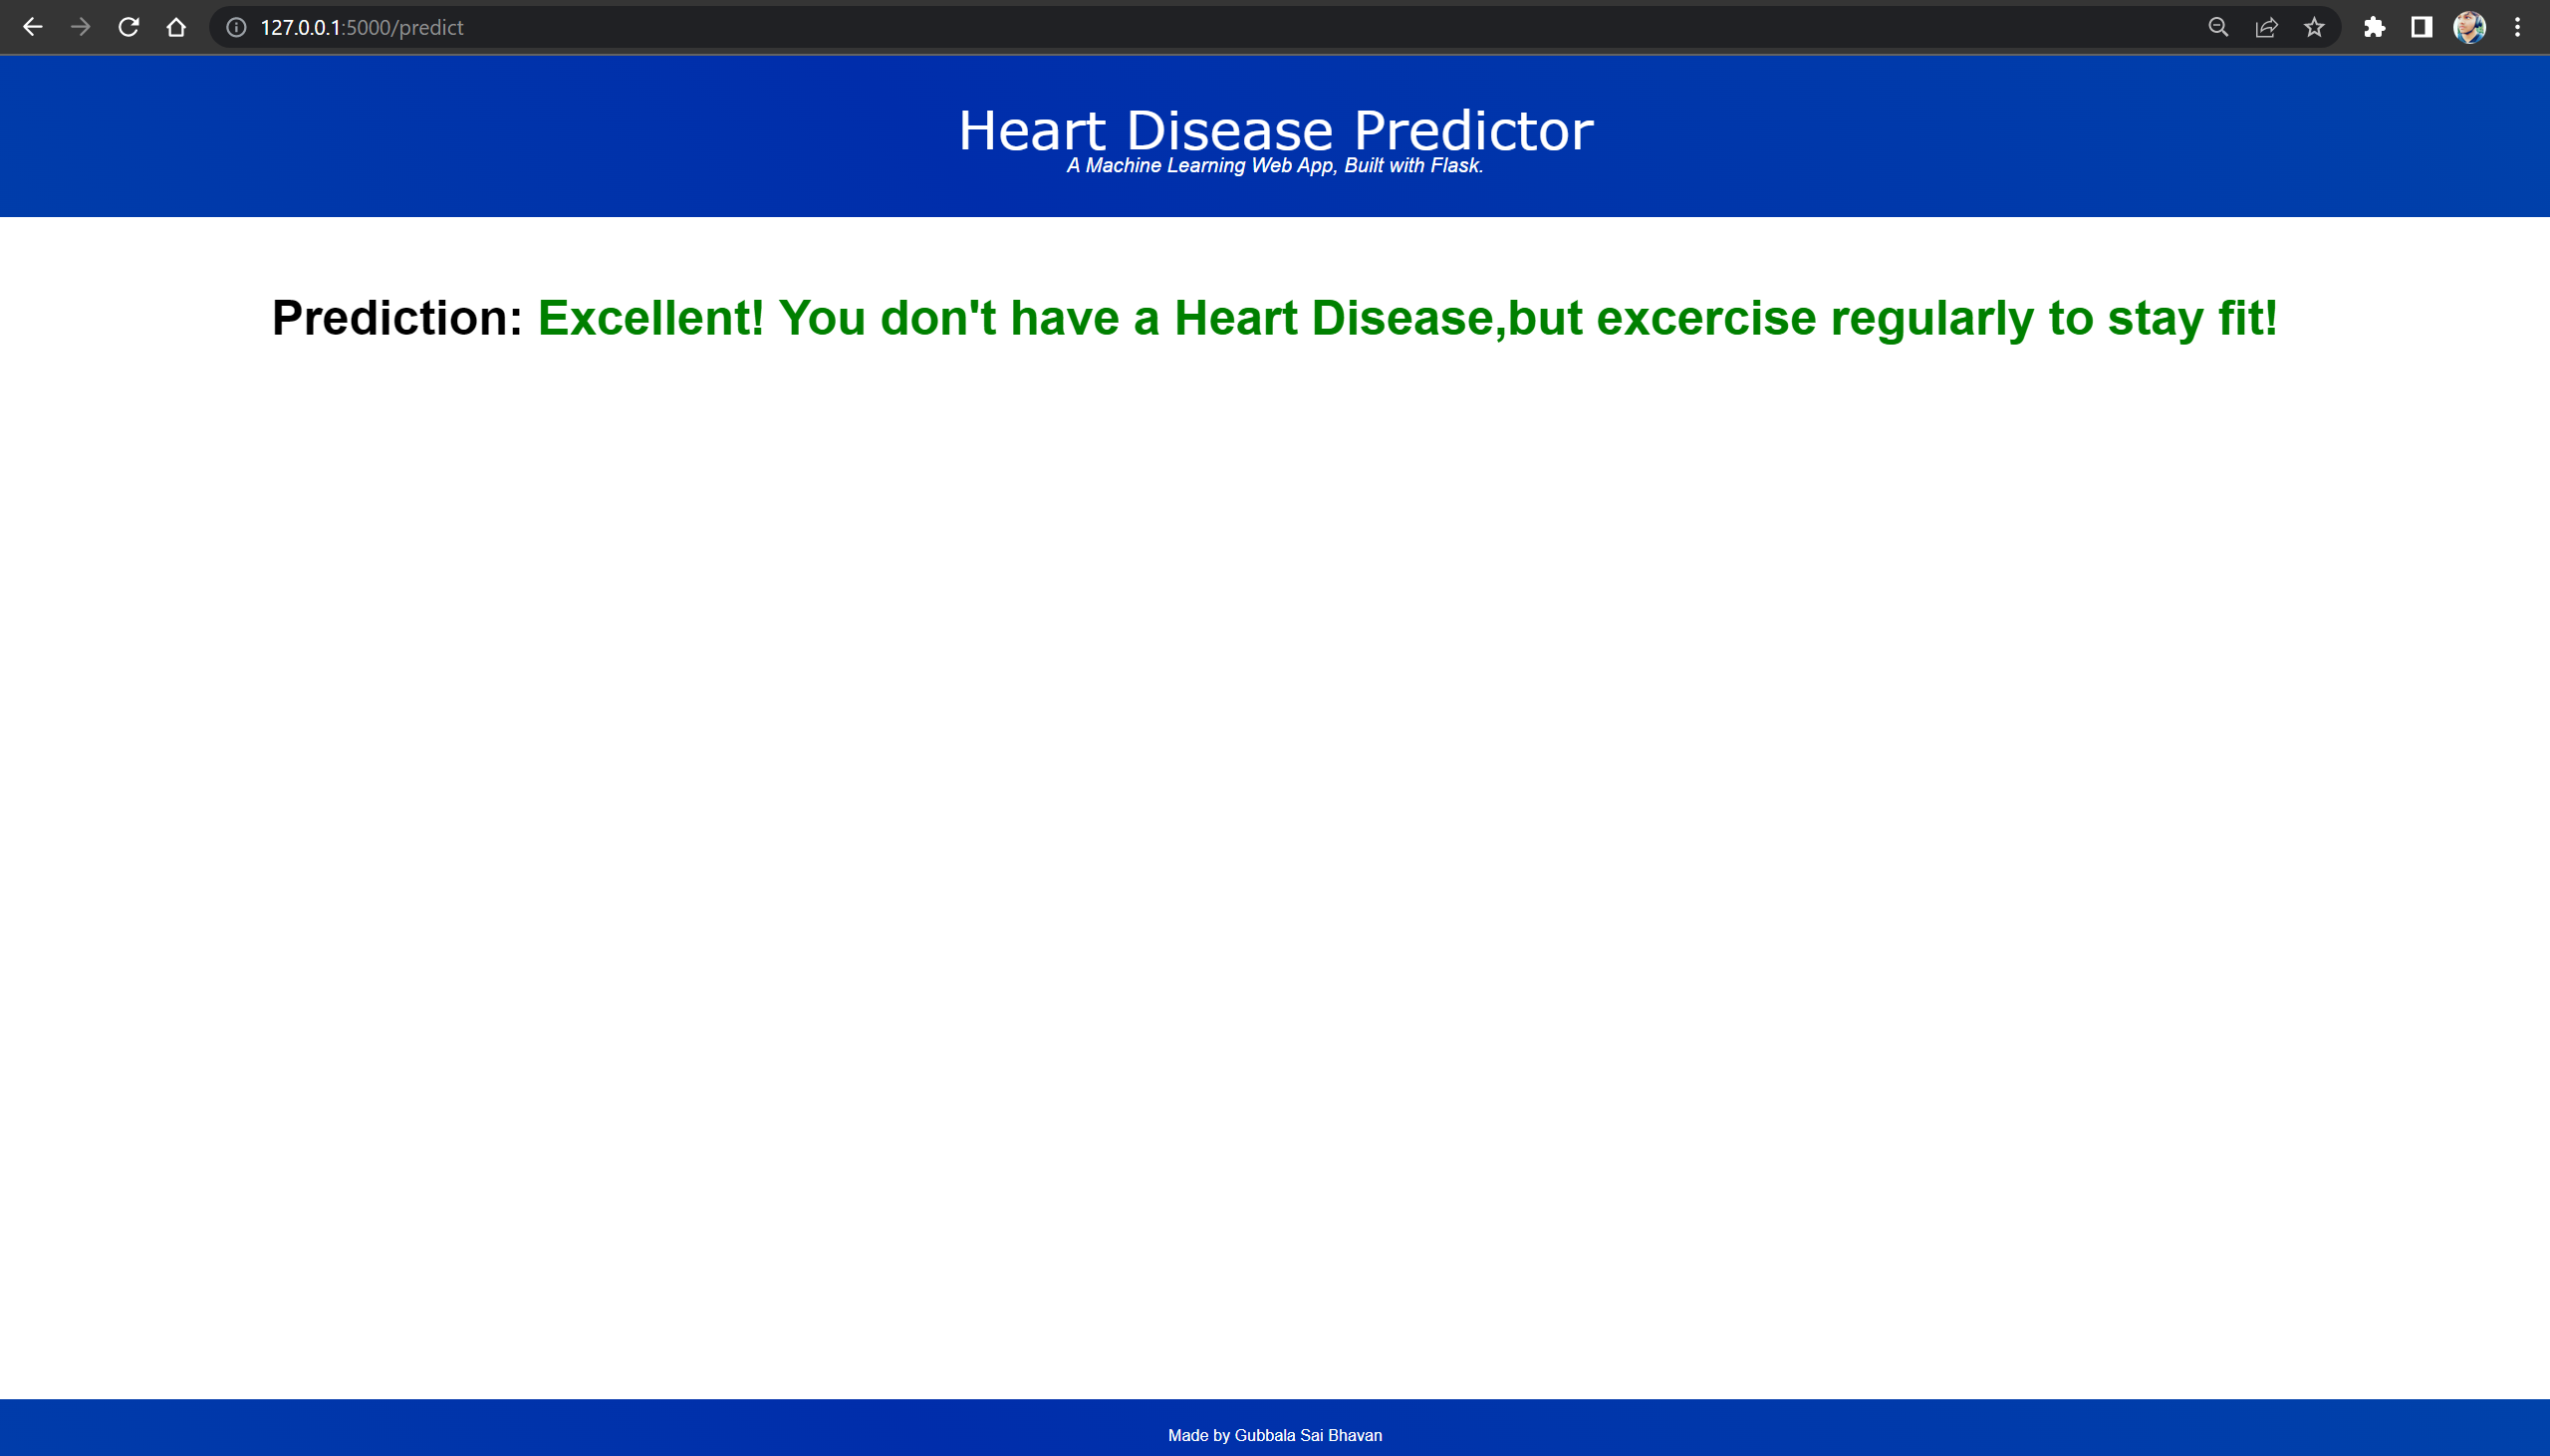 127.0.0.1:5000/predict
Heart Disease Predictor
A Machine Learning Web App, Built with Flask.
Prediction: Excellent! You don't have a Heart Disease,but excercise regularly to stay fit!
Made by Gubbala Sai Bhavan